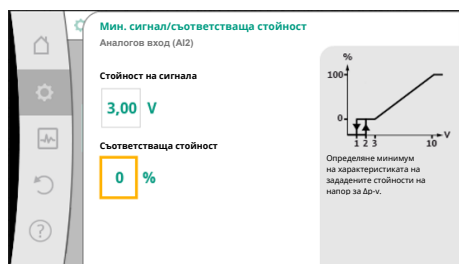 Мин. сигнал/съответстваща стойност
Аналогов вход (AI2)
Стойност на сигнала
3,00 V
Съответстваща стойност
0 %
%
100
0
1 2 3 10 V
Определяне минимум
на характеристиката на
зададените стойности на
напор за Δp-v.
?